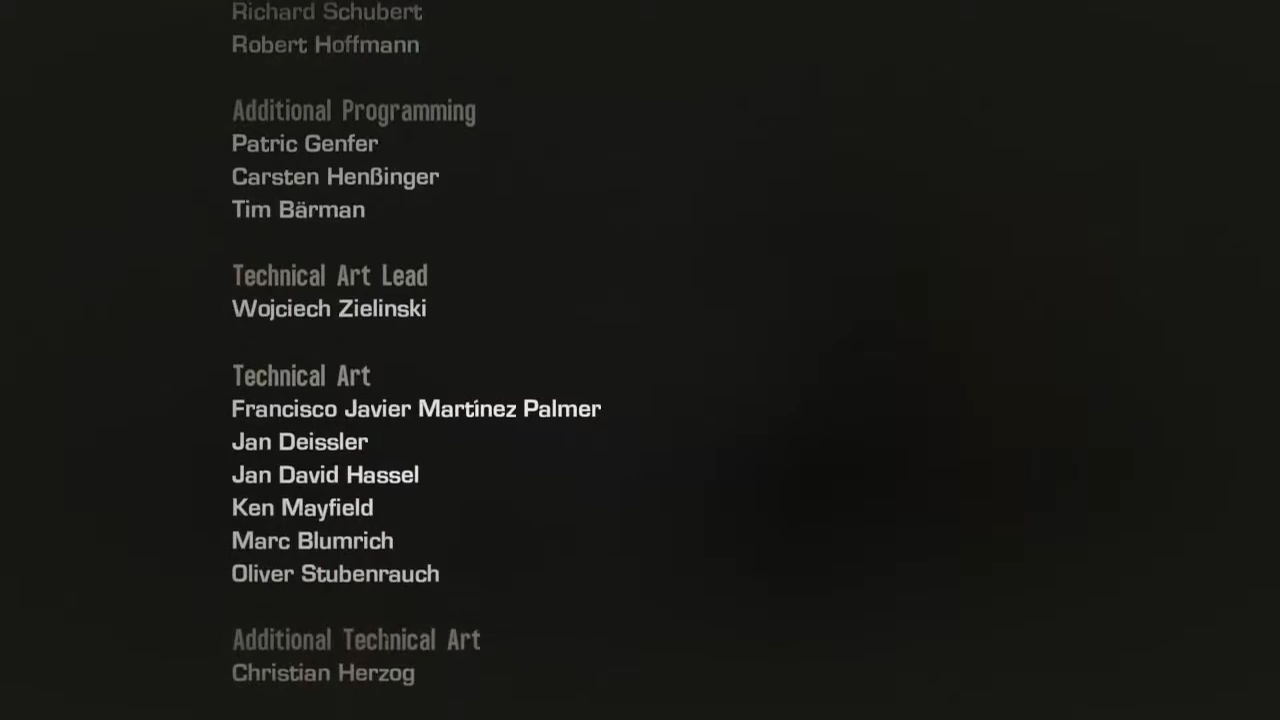 Richard Schubert
Robert Hoffmann
Additional Programming
Patric Genfer
Carsten Henßinger
Tim Bärman
Technical Art Lead
Wojciech Zielinski
Technical Art
Francisco Javier Martínez Palmer
Jan Deissler
Jan David Hassel
Ken Mayfield
Marc Blumrich
Oliver Stubenrauch
Additional Technical Art
Christian Herzog